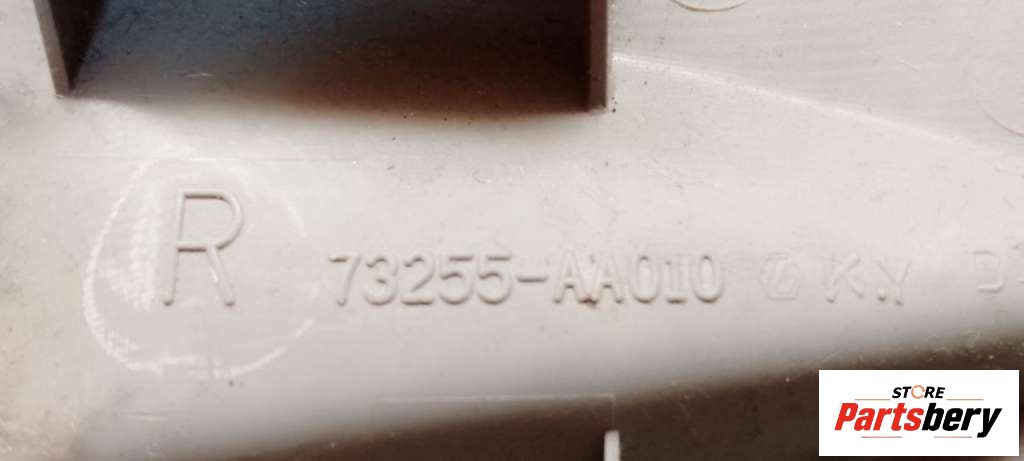 R
73255-AA010 K.Y
STORE
Partsbery